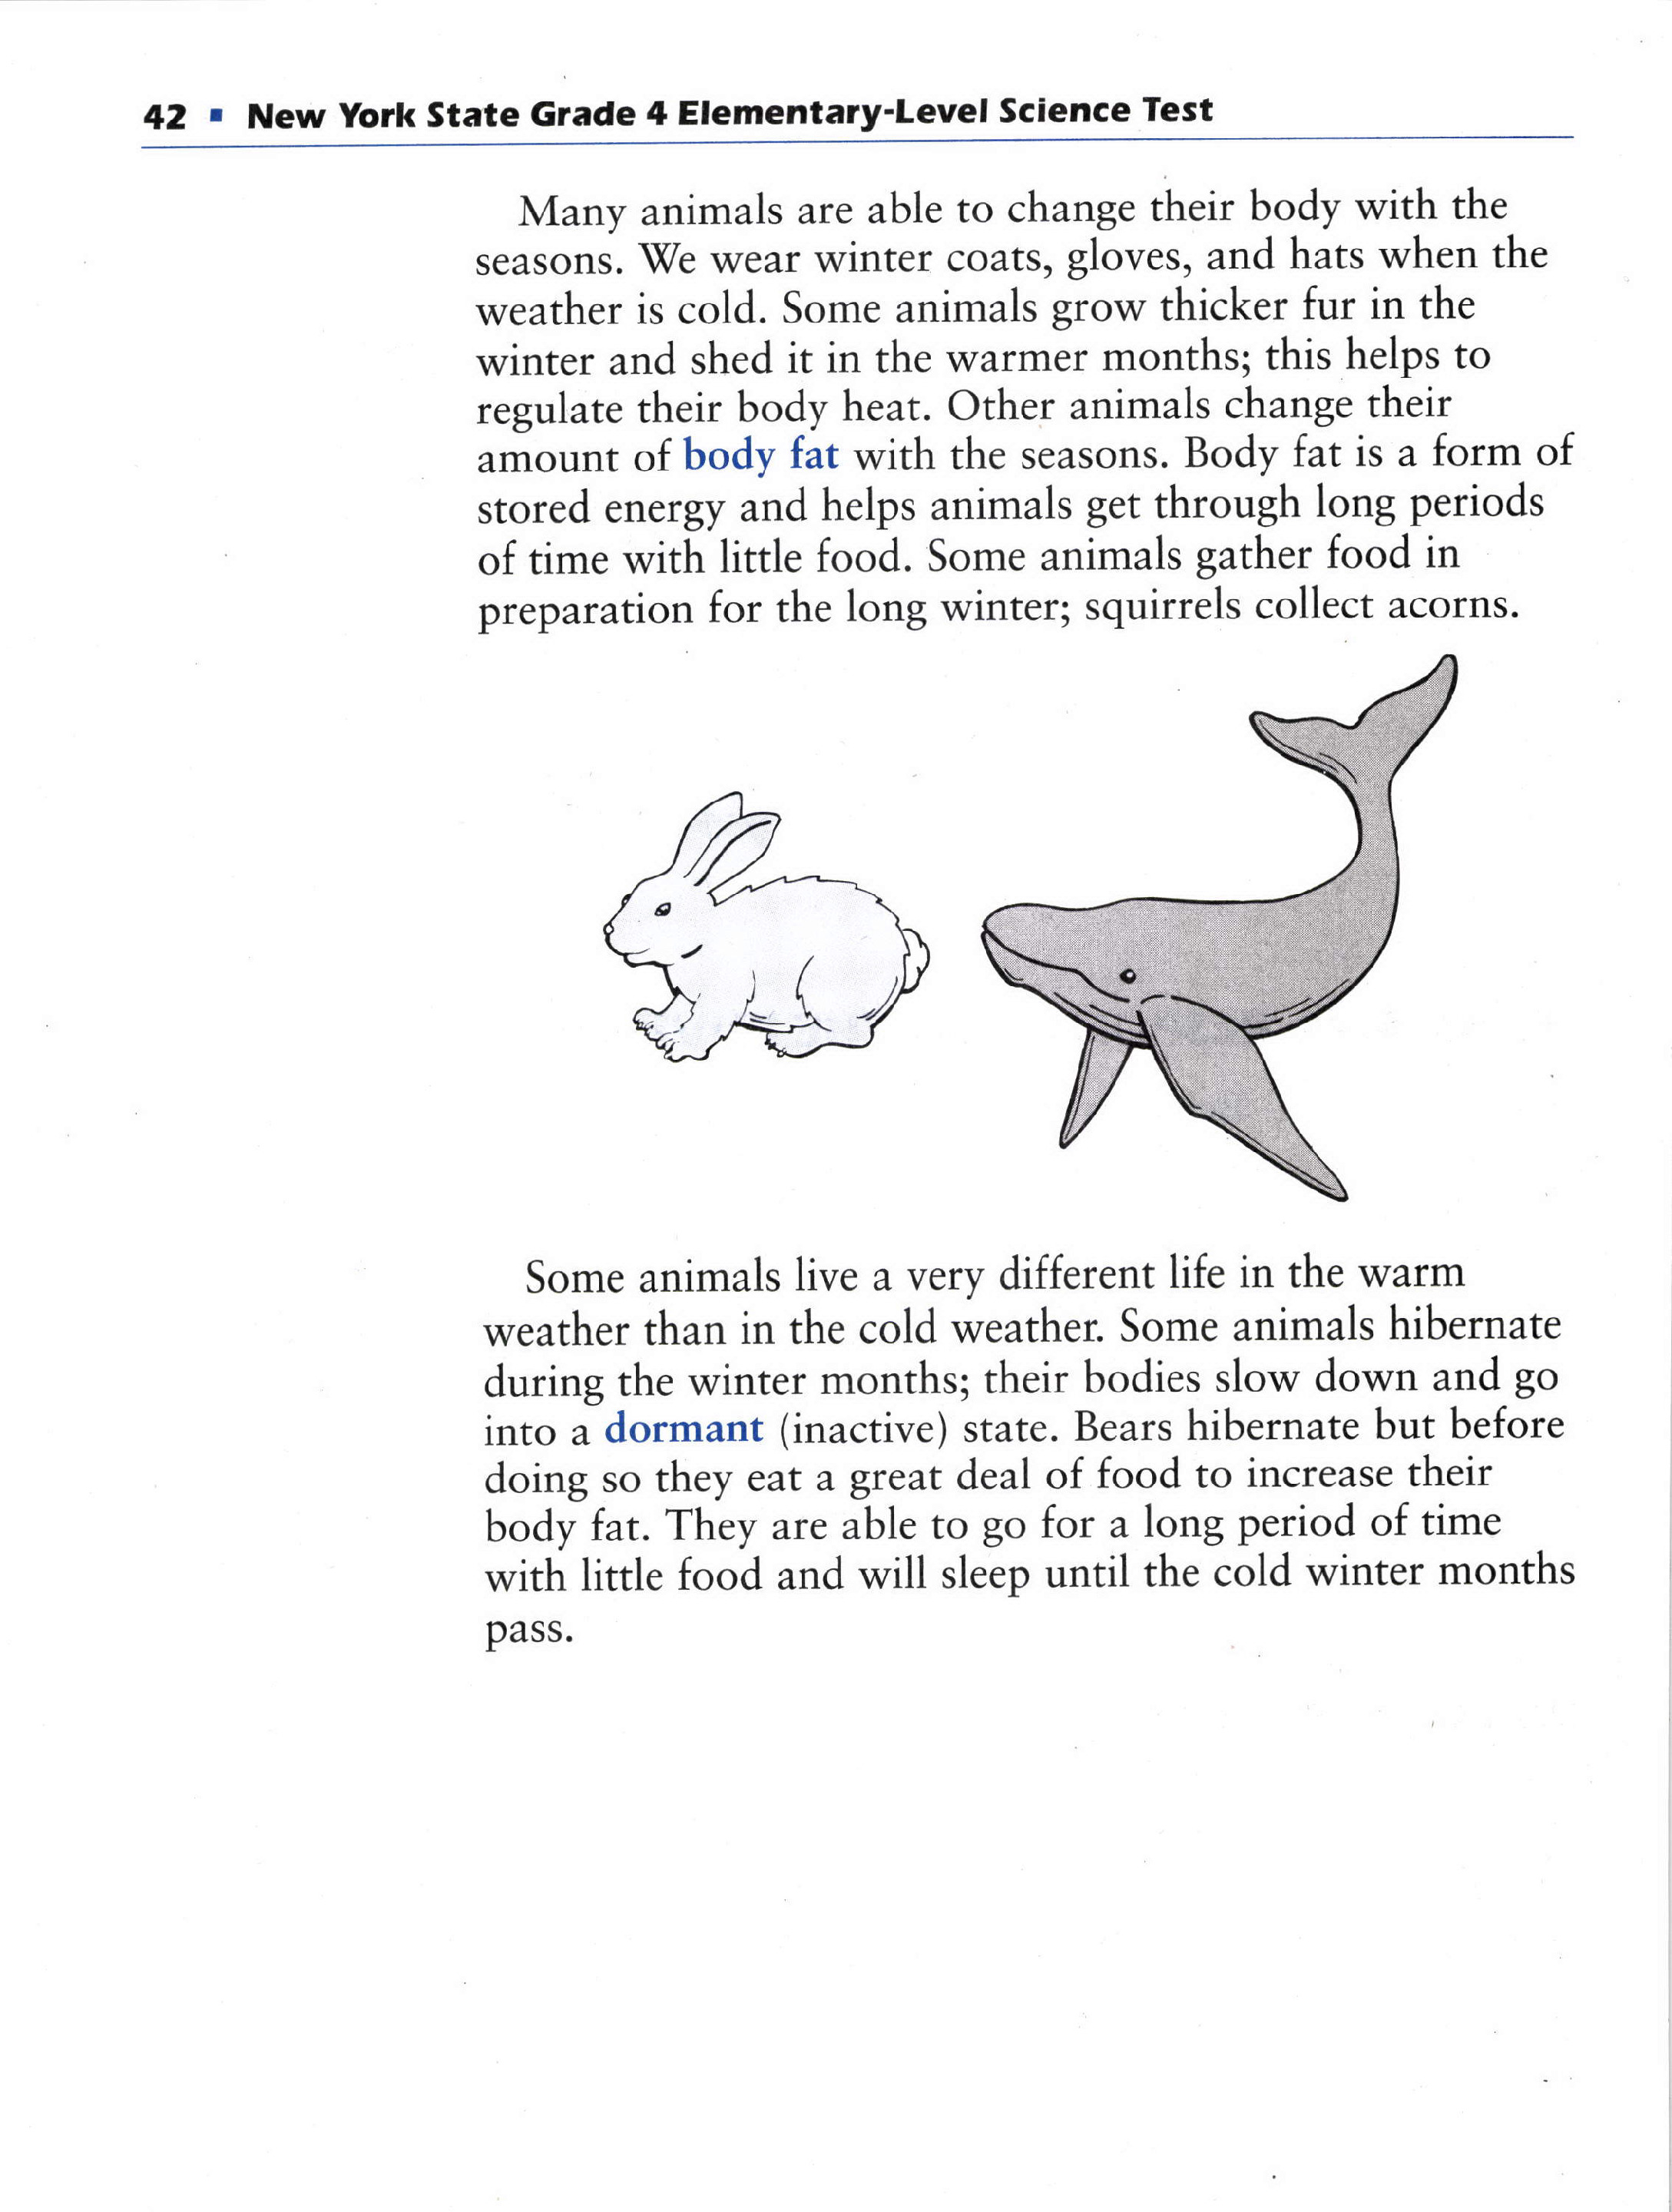 42 ▪ New York State Grade 4 Elementary-Level Science Test
Many animals are able to change their body with the
seasons. We wear winter coats, gloves, and hats when the
weather is cold. Some animals grow thicker fur in the
winter and shed it in the warmer months; this helps to
regulate their body heat. Other animals change their
amount of body fat with the seasons. Body fat is a form of
stored energy and helps animals get through long periods
of time with little food. Some animals gather food in
preparation for the long winter; squirrels collect acorns.
Some animals live a very different life in the warm
weather than in the cold weather. Some animals hibernate
during the winter months; their bodies slow down and go
into a dormant (inactive) state. Bears hibernate but before
doing so they eat a great deal of food to increase their
body fat. They are able to go for a long period of time
with little food and will sleep until the cold winter months
pass.